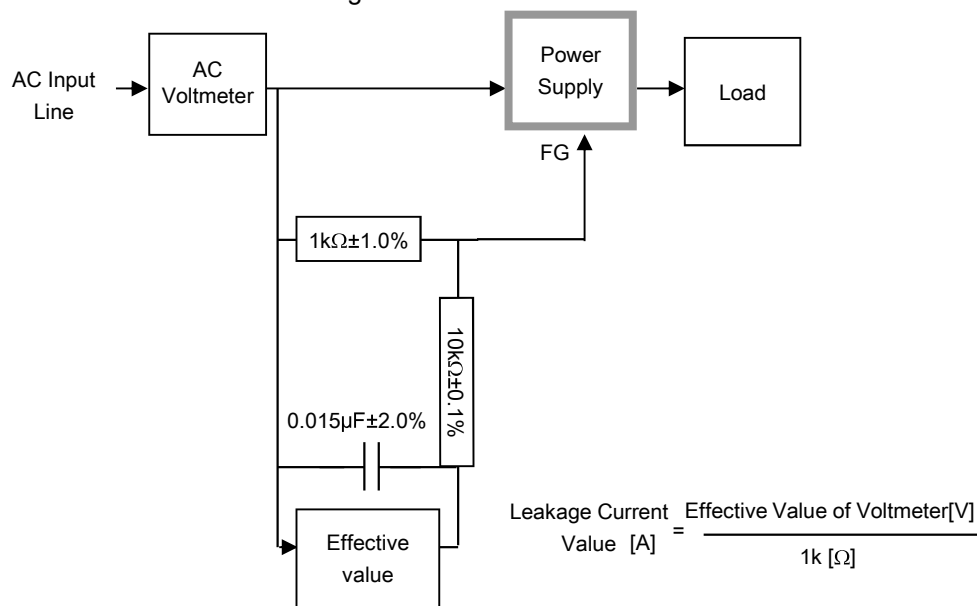 AC Input
Line
AC
Voltmeter
Power
Supply
Load
FG
1kΩ±1.0%
10kΩ±0.1%
0.015µF±2.0%
Effective
value
Leakage Current
Value [A]
=
Effective Value of Voltmeter[V]
1k [Ω]